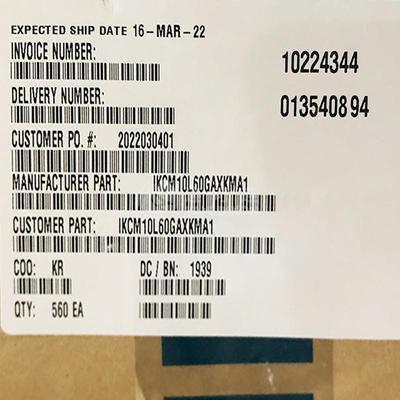 EXPECTED SHIP DATE 16-MAR-22
INVOICE NUMBER: 10224344
DELIVERY NUMBER: 013540894
CUSTOMER PO. #: 2022030401
MANUFACTURER PART: IKCM10L60GAXKMA1
CUSTOMER PART: IKCM10L60GAXKMA1
COO: KR DC / BN: 1939
QTY: 560 EA